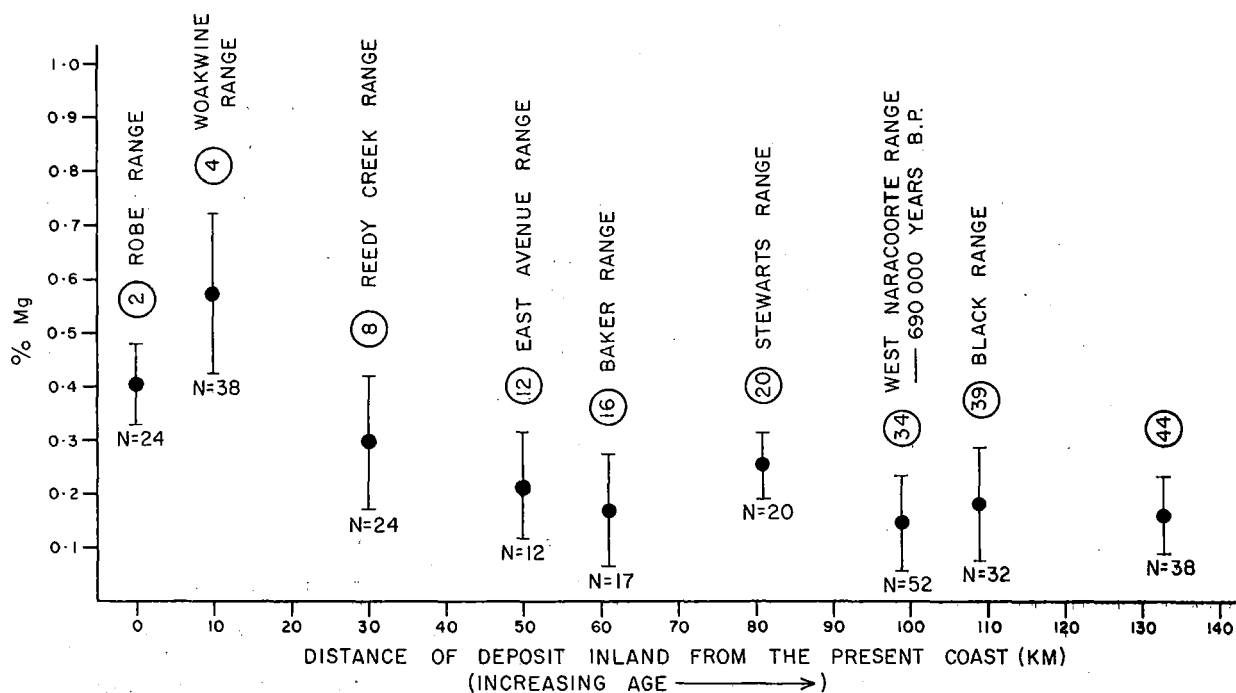 % Mg
1.0
0.9
0.8
0.7
0.6
0.5
0.4
0.3
0.2
0.1
2 ROBE RANGE
N=24
4 WOAKWINE
RANGE
N=38
8 REEDY CREEK RANGE
N=24
12 EAST AVENUE RANGE
N=12
16 BAKER RANGE
N=17
20 STEWARTS RANGE
N=20
34 WEST NARACOORTE RANGE
— 690 000 YEARS B.P.
N=52
39 BLACK RANGE
N=32
44
N=38
0 10 20 30 40 50 60 70 80 90 100 110 120 130 140
DISTANCE OF DEPOSIT INLAND FROM THE PRESENT COAST (KM)
(INCREASING AGE ⟶)